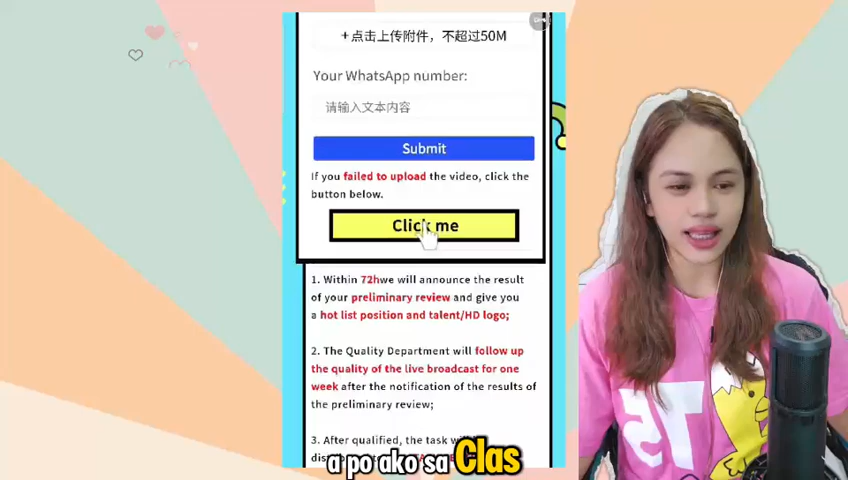 +点击上传附件，不超过50M
Your WhatsApp number:
请输入文本内容
Submit
If you failed to upload the video, click the
button below.
Click me
1. Within 72hwe will announce the result
of your preliminary review and give you
a hot list position and talent/HD logo;
2. The Quality Department will follow up
the quality of the live broadcast for one
week after the notification of the results of
the preliminary review;
3. After qualified, the task
a po ako sa Clas